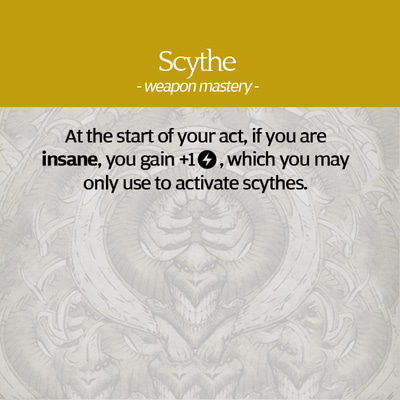 Scythe
- weapon mastery -
At the start of your act, if you are
insane, you gain +1 , which you may
only use to activate scythes.